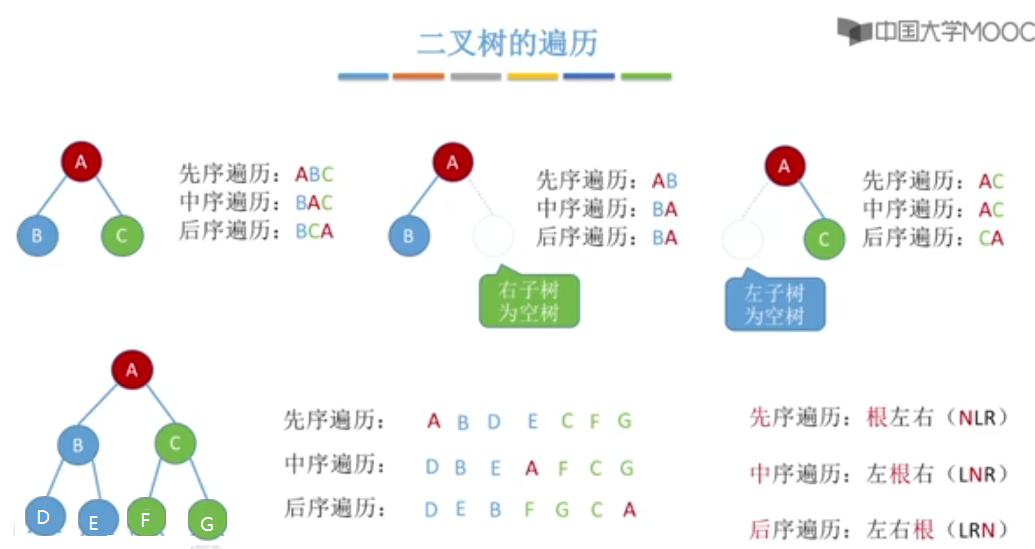 二叉树的遍历
中国大学MOOC
A
B
C
先序遍历：ABC
中序遍历：BAC
后序遍历：BCA
A
B
右子树
为空树
先序遍历：AB
中序遍历：BA
后序遍历：BA
A
C
左子树
为空树
先序遍历：AC
中序遍历：AC
后序遍历：CA
A
B
C
D
E
F
G
先序遍历： A B D E C F G
中序遍历： D B E A F C G
后序遍历： D E B F G C A
先序遍历：根左右（NLR）
中序遍历：左根右（LNR）
后序遍历：左右根（LRN）